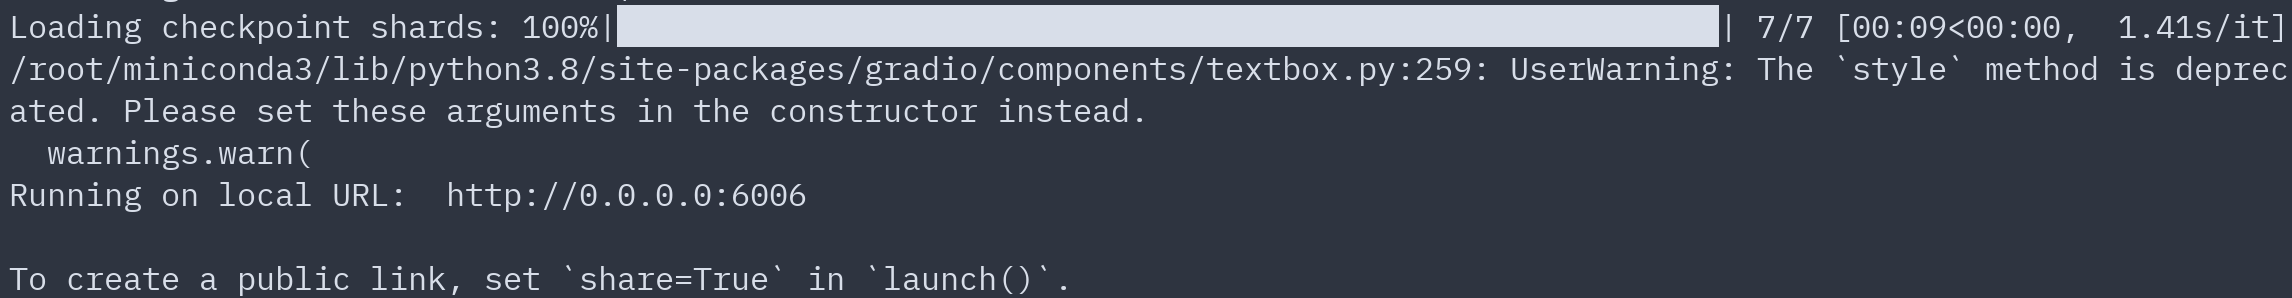 Loading checkpoint shards: 100%|██████████| 7/7 [00:09<00:00,  1.41s/it]
/root/miniconda3/lib/python3.8/site-packages/gradio/components/textbox.py:259: UserWarning: The `style` method is deprec
ated. Please set these arguments in the constructor instead.
  warnings.warn(
Running on local URL:  http://0.0.0.0:6006
To create a public link, set `share=True` in `launch()`.